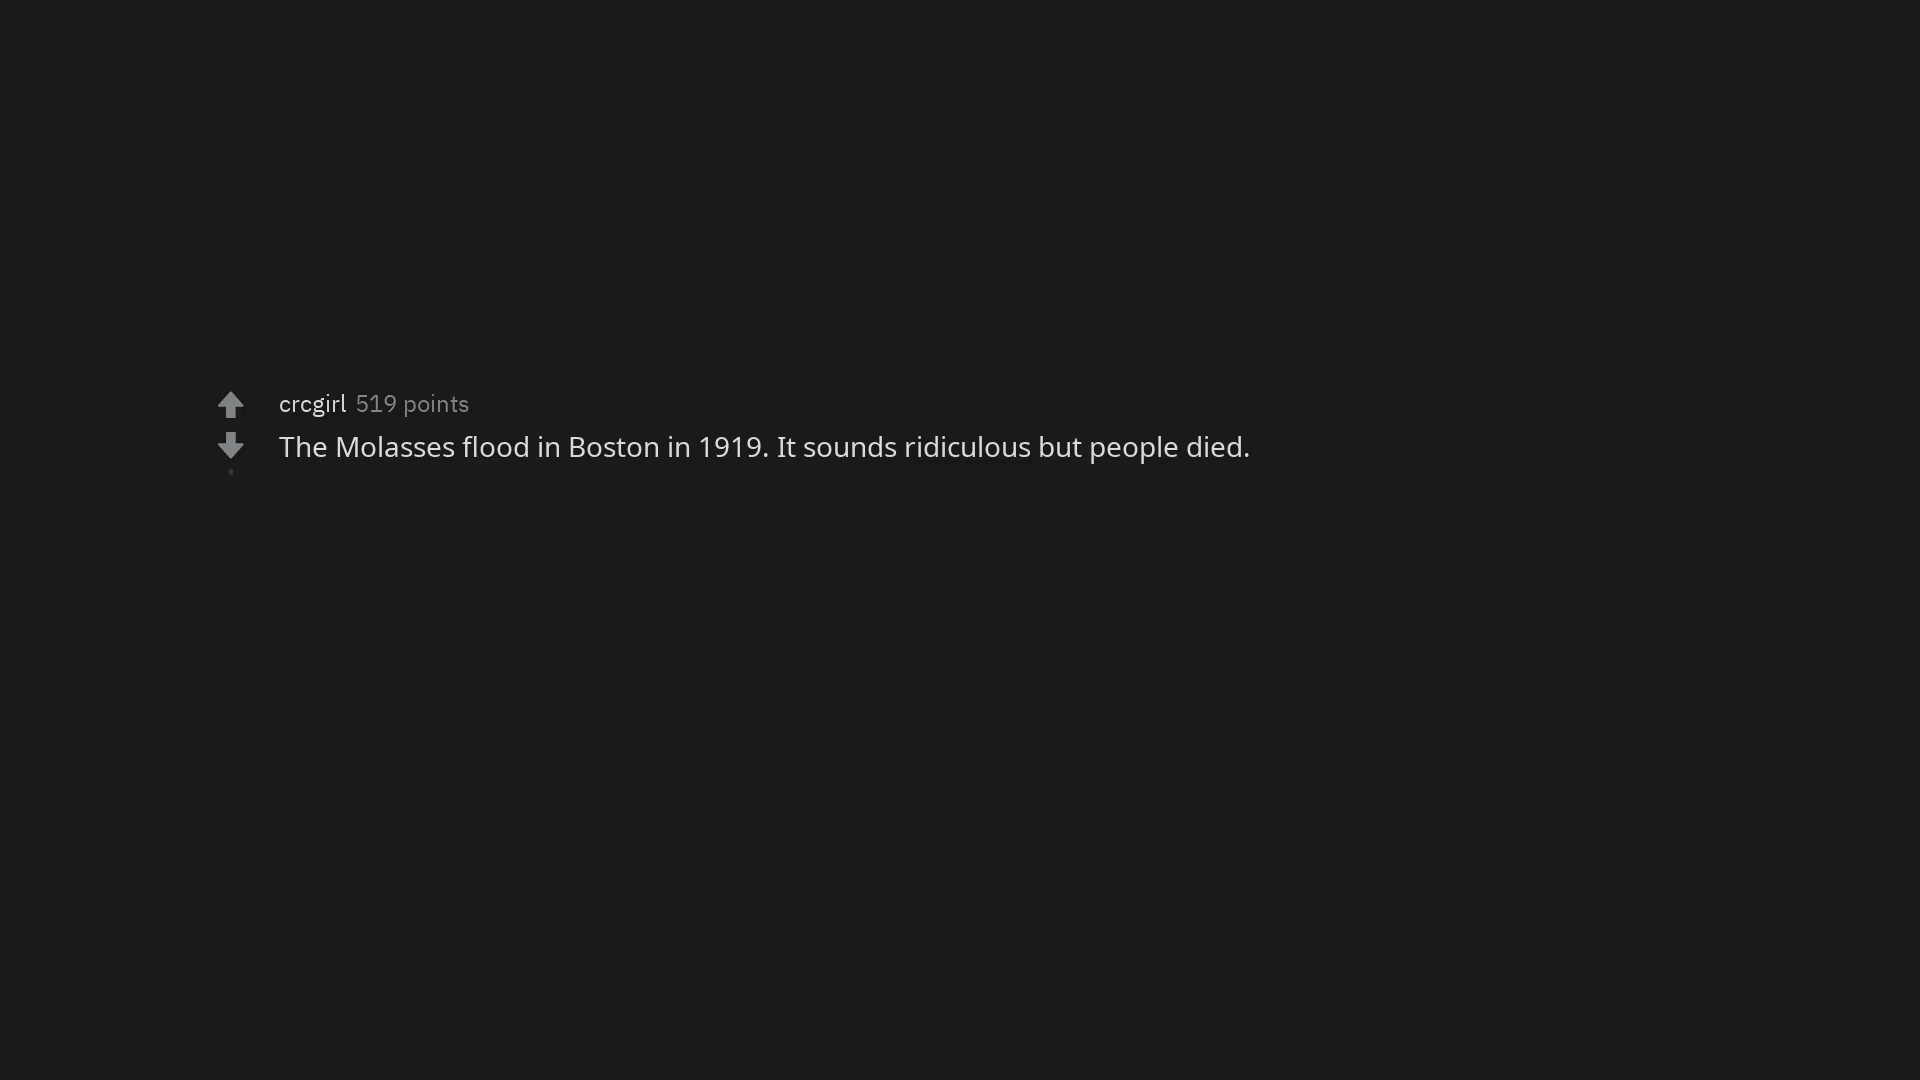 crcgirl 519 points
The Molasses flood in Boston in 1919. It sounds ridiculous but people died.